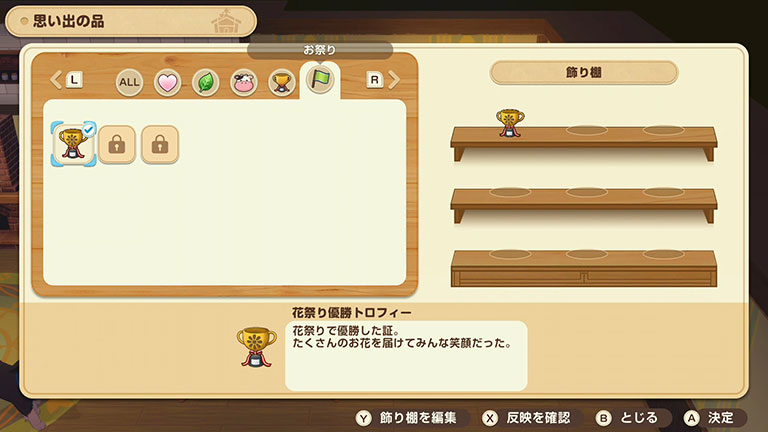 思い出の品
お祭り
L
ALL
R
飾り棚
花祭り優勝トロフィー
花祭りで優勝した証。
たくさんのお花を届けてみんな笑顔だった。
Y 飾り棚を編集
X 反映を確認
B とじる
A 決定